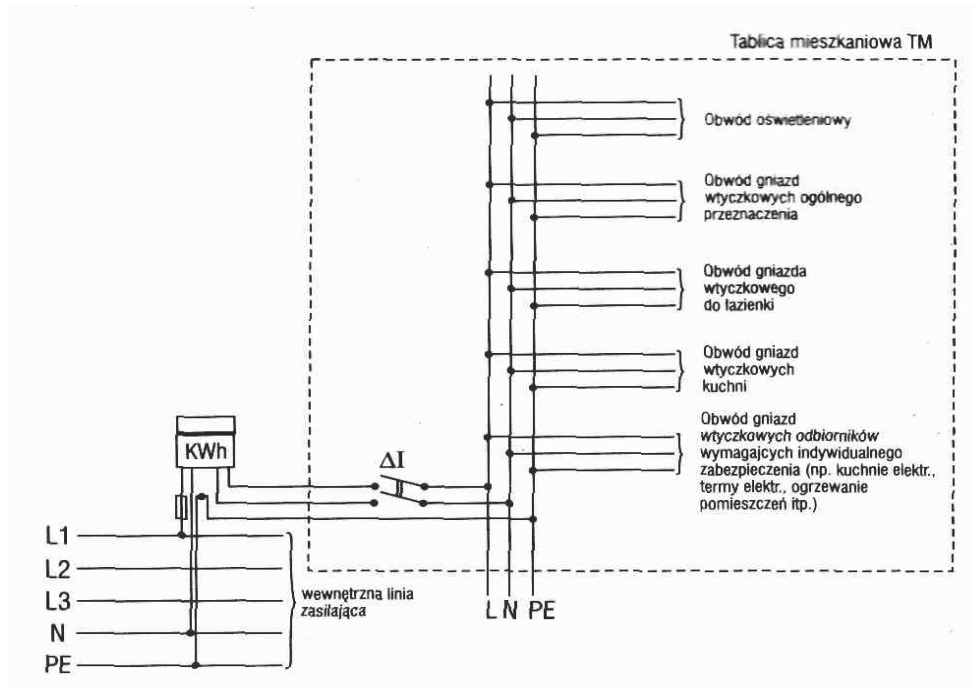 Tablica mieszkaniowa TM
Obwód oświetleniowy
Obwód gniazd
wtyczkowych ogólnego
przeznaczenia
Obwód gniazda
wtyczkowego
do łazienki
Obwód gniazd
wtyczkowych
kuchni
Obwód gniazd
wtyczkowych odbiorników
wymagajcych indywidualnego
zabezpieczenia (np. kuchnie elektr.,
termy elektr., ogrzewanie
pomieszczeń itp.)
KWh
ΔI
L1
L2
L3
N
PE
wewnętrzna linia
zasilająca
L N PE